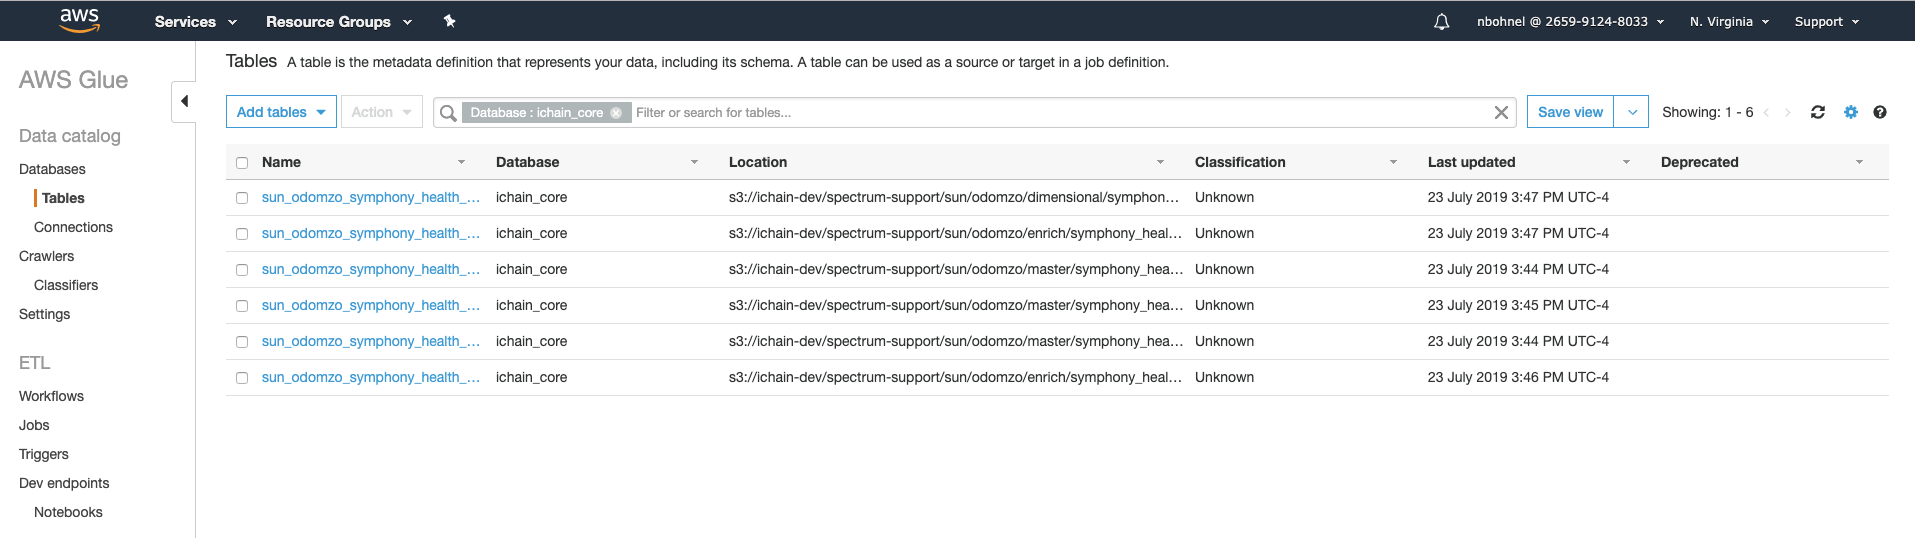 aws Services Resource Groups nbohnel @ 2659-9124-8033 N. Virginia Support
AWS Glue
Data catalog
Databases
Tables
Connections
Crawlers
Classifiers
Settings
ETL
Workflows
Jobs
Triggers
Dev endpoints
Notebooks
Tables A table is the metadata definition that represents your data, including its schema. A table can be used as a source or target in a job definition.
Add tables Action Database : ichain_core Filter or search for tables... Save view Showing: 1 - 6
Name Database Location Classification Last updated Deprecated
sun_odomzo_symphony_health_... ichain_core s3://ichain-dev/spectrum-support/sun/odomzo/dimensional/symphon... Unknown 23 July 2019 3:47 PM UTC-4
sun_odomzo_symphony_health_... ichain_core s3://ichain-dev/spectrum-support/sun/odomzo/enrich/symphony_heal... Unknown 23 July 2019 3:47 PM UTC-4
sun_odomzo_symphony_health_... ichain_core s3://ichain-dev/spectrum-support/sun/odomzo/master/symphony_hea... Unknown 23 July 2019 3:44 PM UTC-4
sun_odomzo_symphony_health_... ichain_core s3://ichain-dev/spectrum-support/sun/odomzo/master/symphony_hea... Unknown 23 July 2019 3:45 PM UTC-4
sun_odomzo_symphony_health_... ichain_core s3://ichain-dev/spectrum-support/sun/odomzo/master/symphony_hea... Unknown 23 July 2019 3:44 PM UTC-4
sun_odomzo_symphony_health_... ichain_core s3://ichain-dev/spectrum-support/sun/odomzo/enrich/symphony_heal... Unknown 23 July 2019 3:46 PM UTC-4